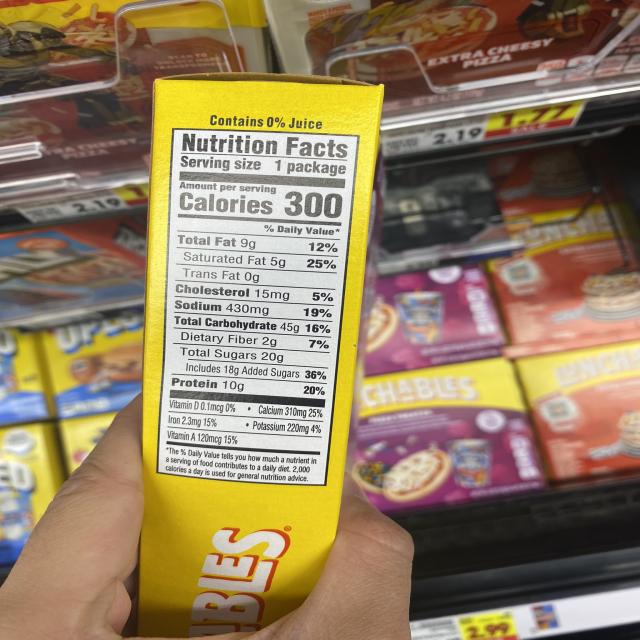 EXTRA CHEESY
PIZZA
2.19
1.77
2.19
Contains 0% Juice
Nutrition Facts
Serving size 1 package
Amount per serving
Calories 300
% Daily Value*
Total Fat 9g 12%
Saturated Fat 5g 25%
Trans Fat 0g
Cholesterol 15mg 5%
Sodium 430mg 19%
Total Carbohydrate 45g 16%
Dietary Fiber 2g 7%
Total Sugars 20g
Includes 18g Added Sugars 36%
Protein 10g 20%
Vitamin D 0.1mcg 0% • Calcium 310mg 25%
Iron 2.3mg 15% • Potassium 220mg 4%
Vitamin A 120mcg 15%
*The % Daily Value tells you how much a nutrient in
a serving of food contributes to a daily diet. 2,000
calories a day is used for general nutrition advice.
BLES®
CHABLES
2.99